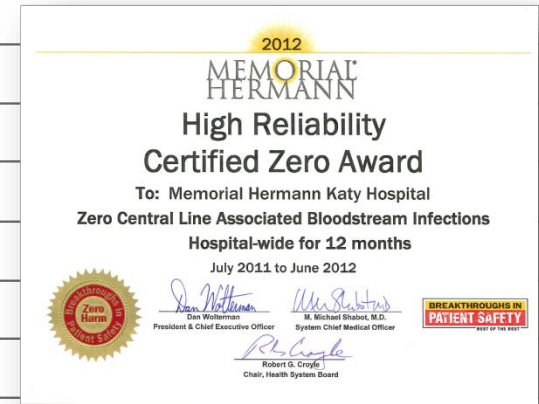 2012
MEMORIAL
HERMANN
High Reliability
Certified Zero Award
To: Memorial Hermann Katy Hospital
Zero Central Line Associated Bloodstream Infections
Hospital-wide for 12 months
July 2011 to June 2012
Breakthroughs in
Zero
Harm
Patient Safety
Dan Wolterman
Dan Wolterman
President & Chief Executive Officer
M. Michael Shabot, M.D.
System Chief Medical Officer
BREAKTHROUGHS IN
PATIENT SAFETY
BEST OF THE BEST
Robert G. Croyle
Chair, Health System Board